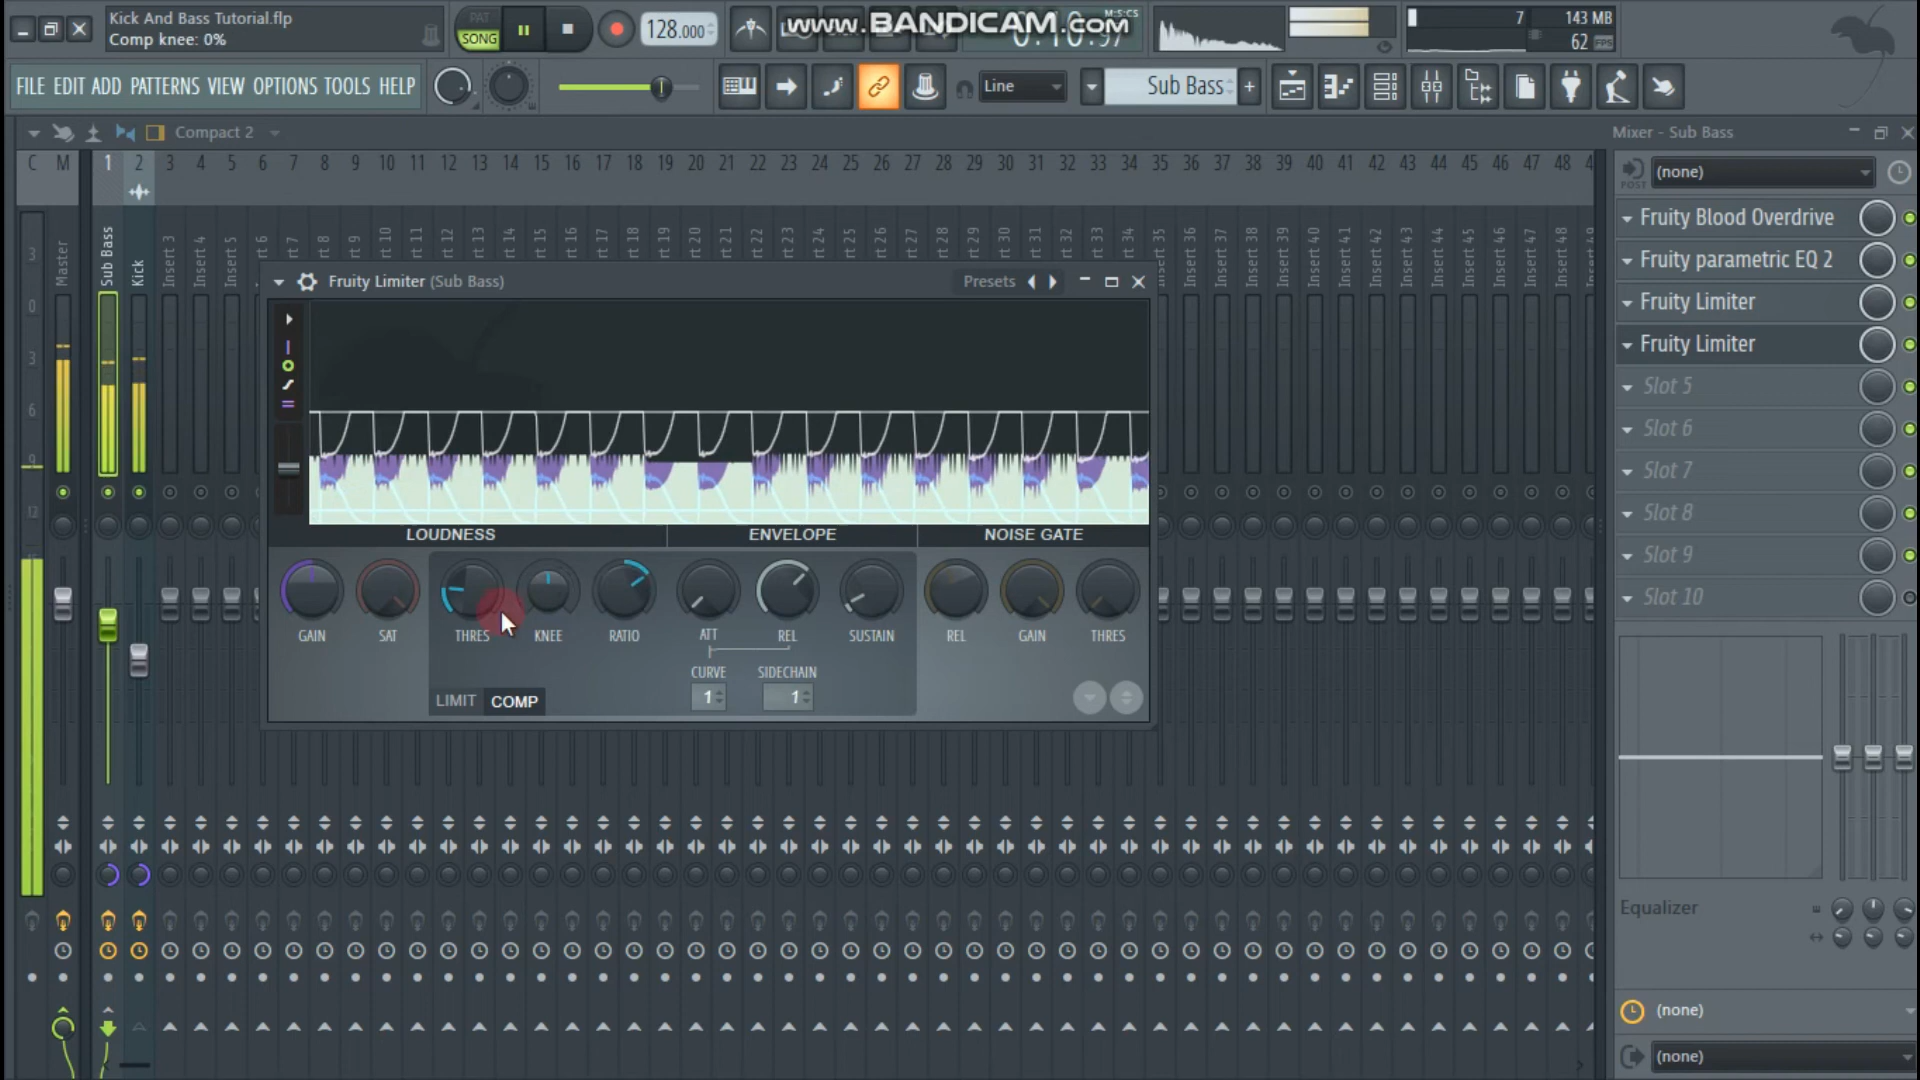 Kick And Bass Tutorial.flp
Comp knee: 0%
PAT
SONG
128.000
www.BANDICAM.com
M:S:CS
7
143 MB
62
FILE EDIT ADD PATTERNS VIEW OPTIONS TOOLS HELP
Line
Sub Bass
Compact 2
Mixer - Sub Bass
C M 1 2 3 4 5 6 7 8 9 10 11 12 13 14 15 16 17 18 19 20 21 22 23 24 25 26 27 28 29 30 31 32 33 34 35 36 37 38 39 40 41 42 43 44 45 46 47 48
POST
(none)
Master
Sub Bass
Kick
Insert 3
Insert 4
Insert 5
Insert 36
Insert 37
Insert 38
Insert 39
Insert 40
Insert 41
Insert 42
Insert 43
Insert 44
Insert 45
Insert 46
Insert 47
Insert 48
Fruity Limiter (Sub Bass)
Presets
LOUDNESS
ENVELOPE
NOISE GATE
GAIN SAT THRES KNEE RATIO ATT REL SUSTAIN REL GAIN THRES
CURVE
SIDECHAIN
1
1
LIMIT COMP
Fruity Blood Overdrive
Fruity parametric EQ 2
Fruity Limiter
Fruity Limiter
Slot 5
Slot 6
Slot 7
Slot 8
Slot 9
Slot 10
Equalizer
(none)
(none)